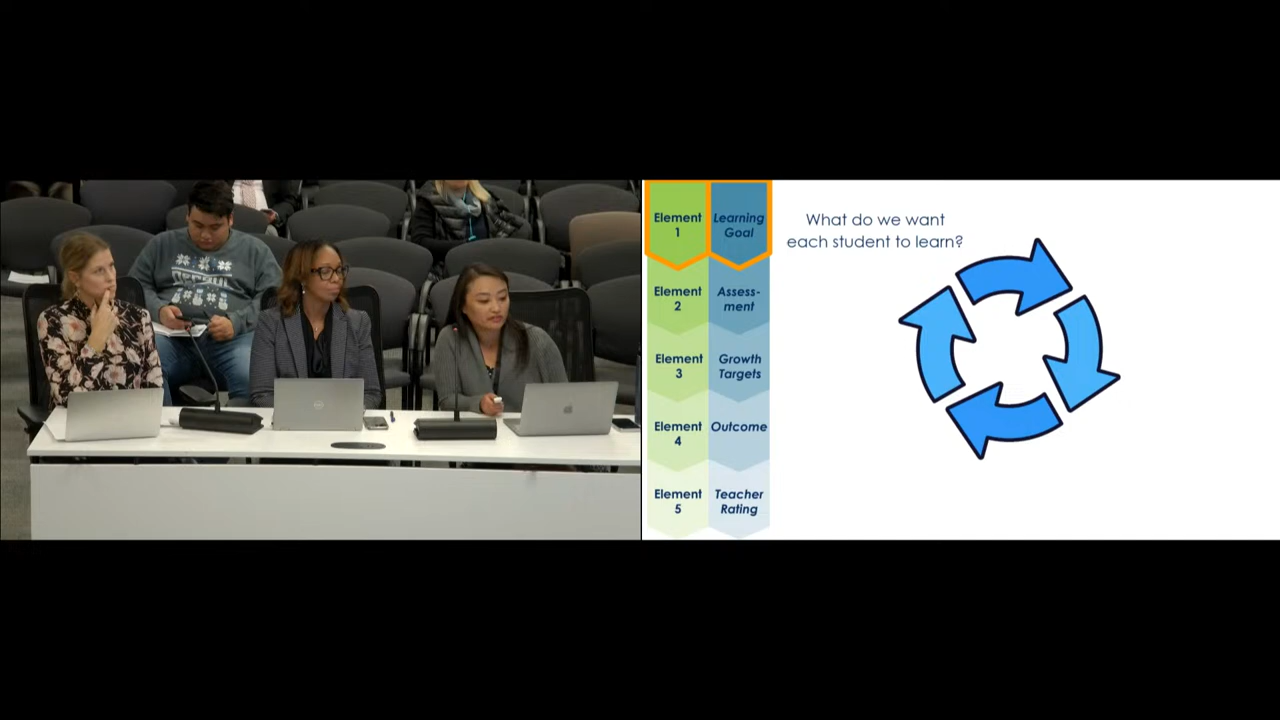 Element
1
Learning
Goal
Element
2
Assess-
ment
Element
3
Growth
Targets
Element
4
Outcome
Element
5
Teacher
Rating
What do we want
each student to learn?